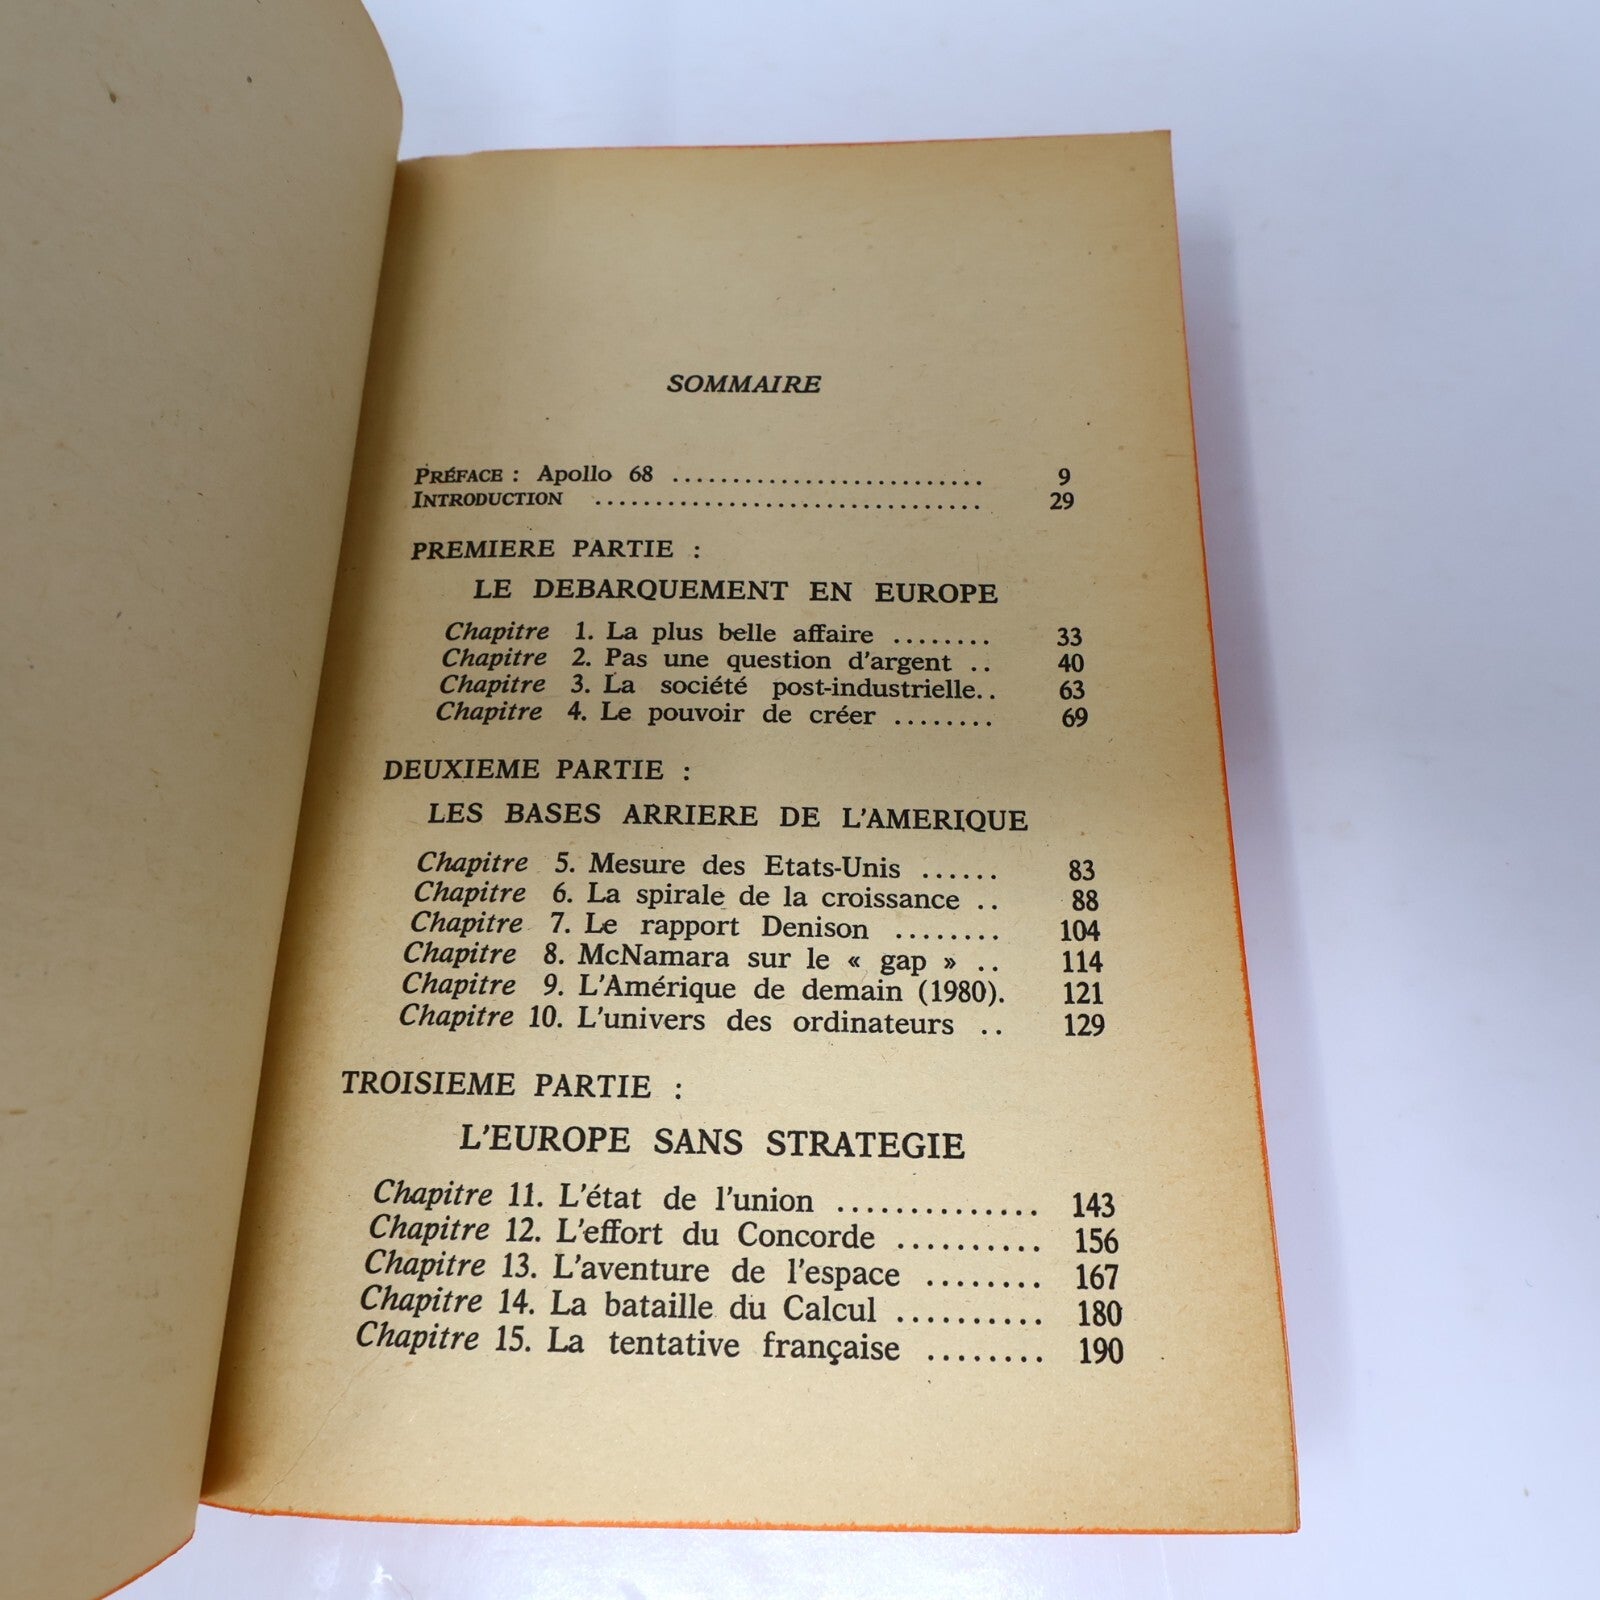 SOMMAIRE
PRÉFACE : Apollo 68 .......................... 9
INTRODUCTION ................................ 29
PREMIERE PARTIE :
LE DEBARQUEMENT EN EUROPE
Chapitre 1. La plus belle affaire ........ 33
Chapitre 2. Pas une question d'argent .. 40
Chapitre 3. La société post-industrielle.. 63
Chapitre 4. Le pouvoir de créer ........ 69
DEUXIEME PARTIE :
LES BASES ARRIERE DE L'AMERIQUE
Chapitre 5. Mesure des Etats-Unis ...... 83
Chapitre 6. La spirale de la croissance .. 88
Chapitre 7. Le rapport Denison ........ 104
Chapitre 8. McNamara sur le « gap » .. 114
Chapitre 9. L'Amérique de demain (1980). 121
Chapitre 10. L'univers des ordinateurs .. 129
TROISIEME PARTIE :
L'EUROPE SANS STRATEGIE
Chapitre 11. L'état de l'union .............. 143
Chapitre 12. L'effort du Concorde .......... 156
Chapitre 13. L'aventure de l'espace ........ 167
Chapitre 14. La bataille du Calcul .......... 180
Chapitre 15. La tentative française ........ 190